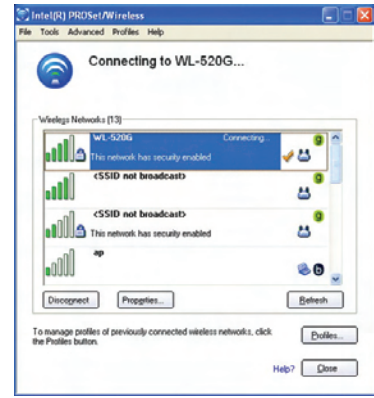 Intel(R) PROSet/Wireless
File Tools Advanced Profiles Help
Connecting to WL-520G...
Wireless Networks (13)
WL-520G Connecting... g
This network has security enabled
<SSID not broadcast> g
<SSID not broadcast> g
This network has security enabled
ap
b
Disconnect Properties... Refresh
To manage profiles of previously connected wireless networks, click
the Profiles button. Profiles...
Help? Close